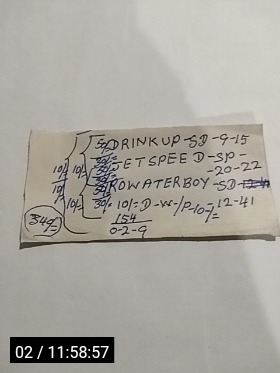 50/= DRINKUP-SD-9-15
JETSPEED-SP-
-20-22
ROWATERBOY-SD-
12-41
30/= 10/= D-W-/P-10-/=
154
0-2-9
10/- 10/-
10/- 10/-
340/=
02 / 11:58:57